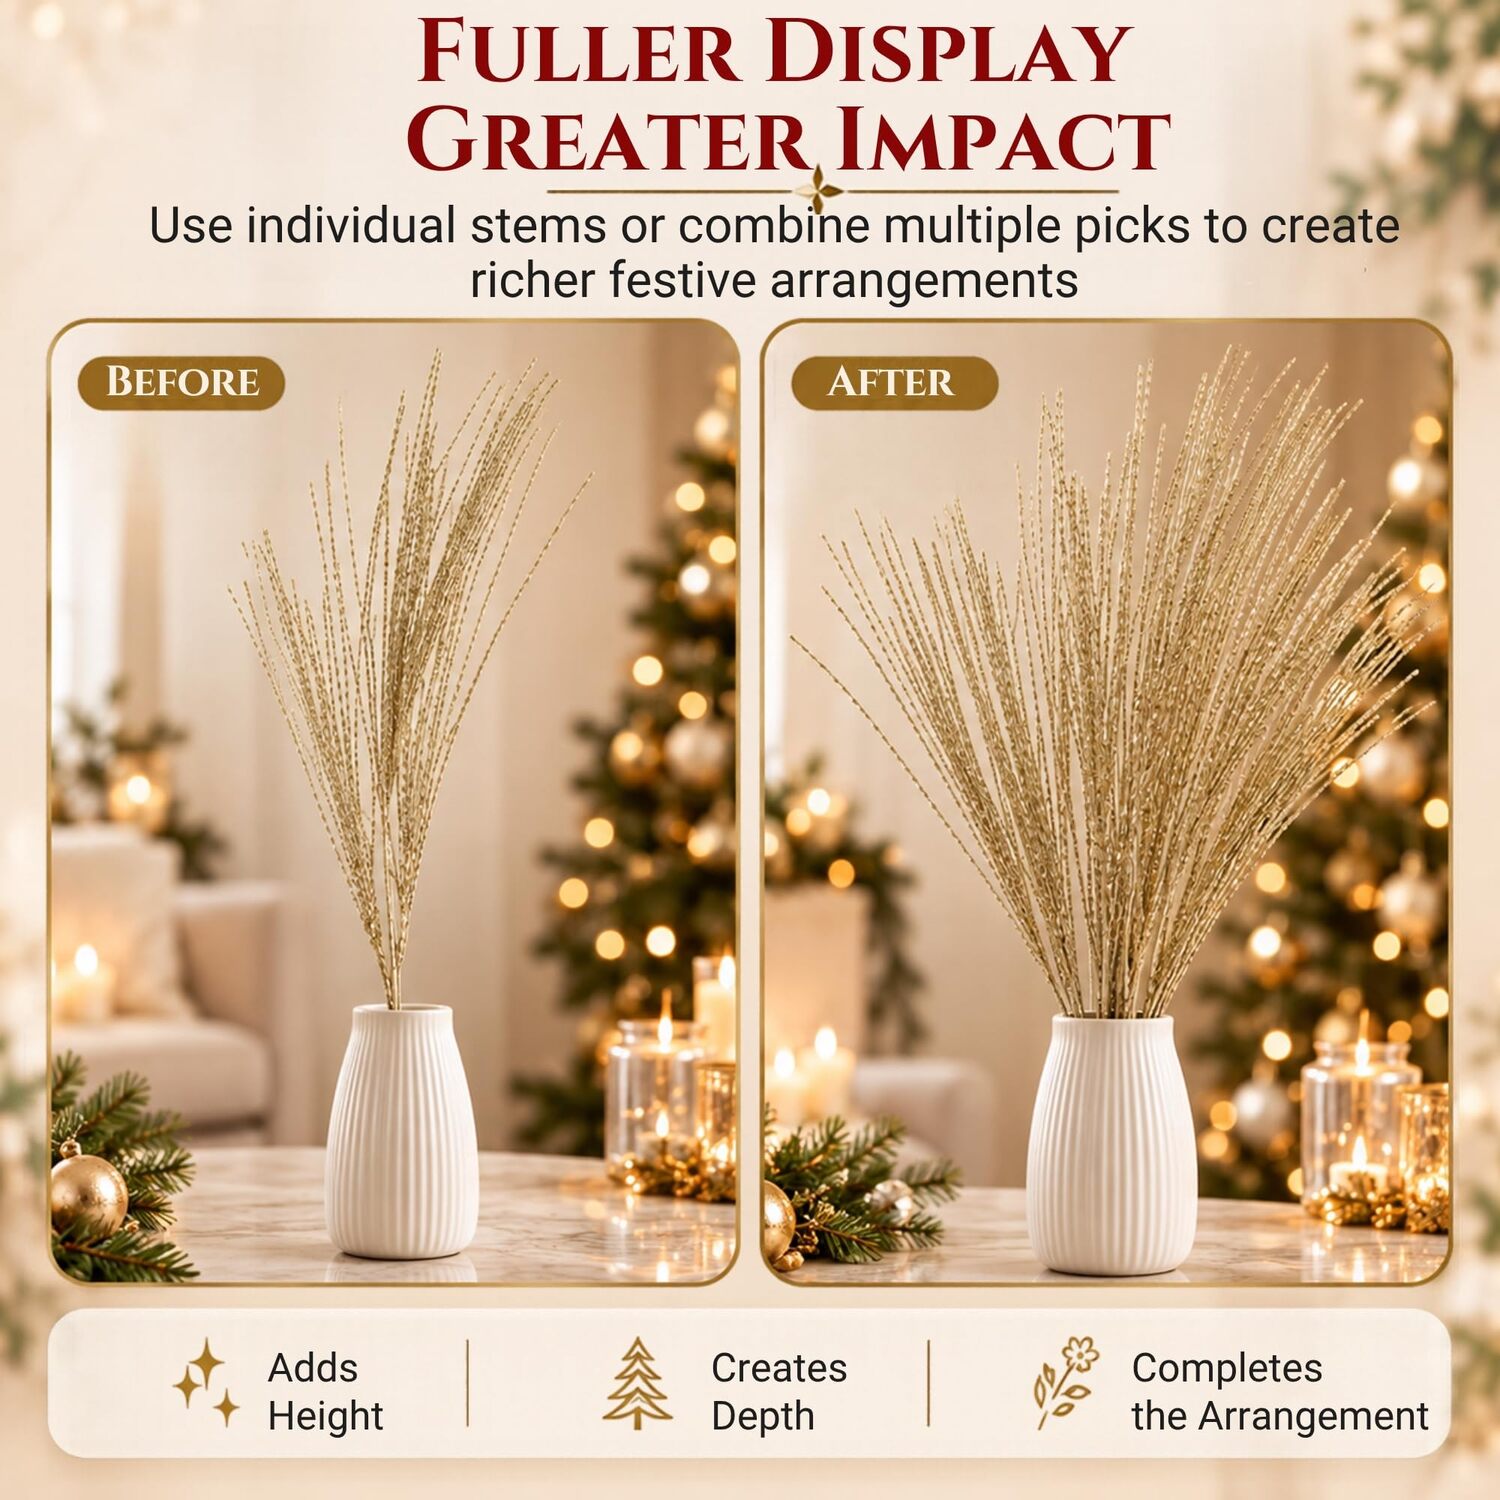 FULLER DISPLAY
GREATER IMPACT
Use individual stems or combine multiple picks to create
richer festive arrangements
BEFORE
AFTER
Adds
Height
Creates
Depth
Completes
the Arrangement